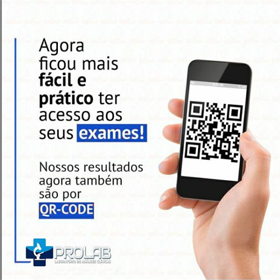 Agora
ficou mais
fácil e
prático ter
acesso aos
seus exames!
Nossos resultados
agora também
são por
QR-CODE
PROLAB